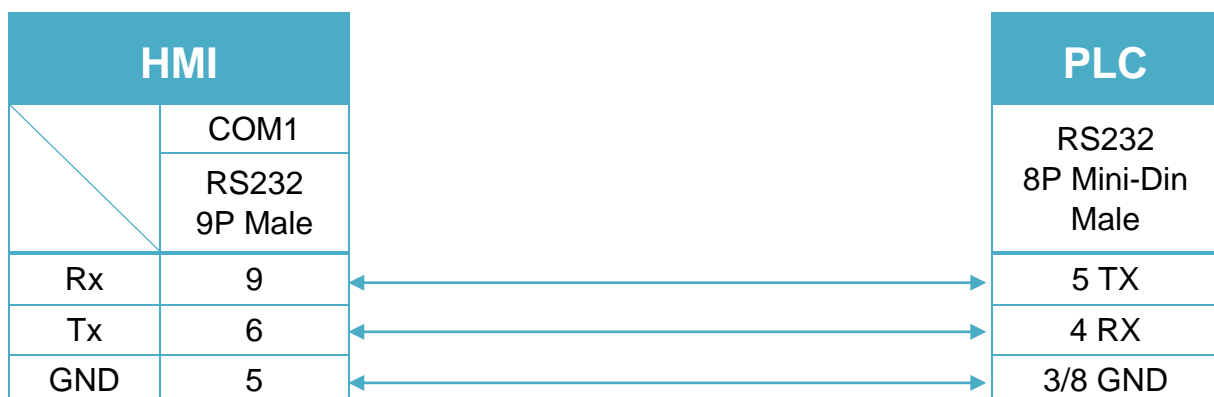 HMI PLC
COM1
RS232
9P Male
RS232
8P Mini-Din
Male
Rx 9 5 TX
Tx 6 4 RX
GND 5 3/8 GND